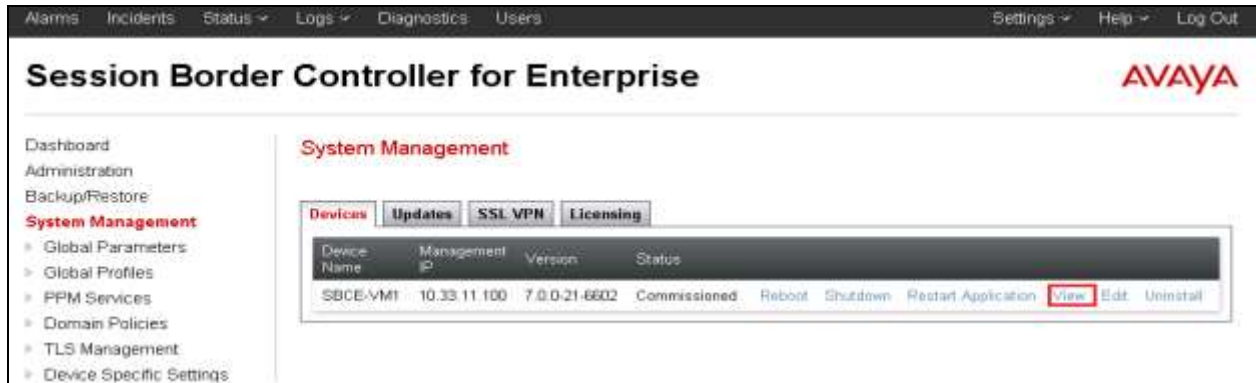 Alarms Incidents Status Logs Diagnostics Users Settings Help Log Out
Session Border Controller for Enterprise
AVAYA
Dashboard
Administration
Backup/Restore
System Management
Global Parameters
Global Profiles
PPM Services
Domain Policies
TLS Management
Device Specific Settings
System Management
Devices Updates SSL VPN Licensing
Device Name Management IP Version Status
SBCE-VM1 10.33.11.100 7.0.0-21-6602 Commissioned Reboot Shutdown Restart Application View Edit Uninstall